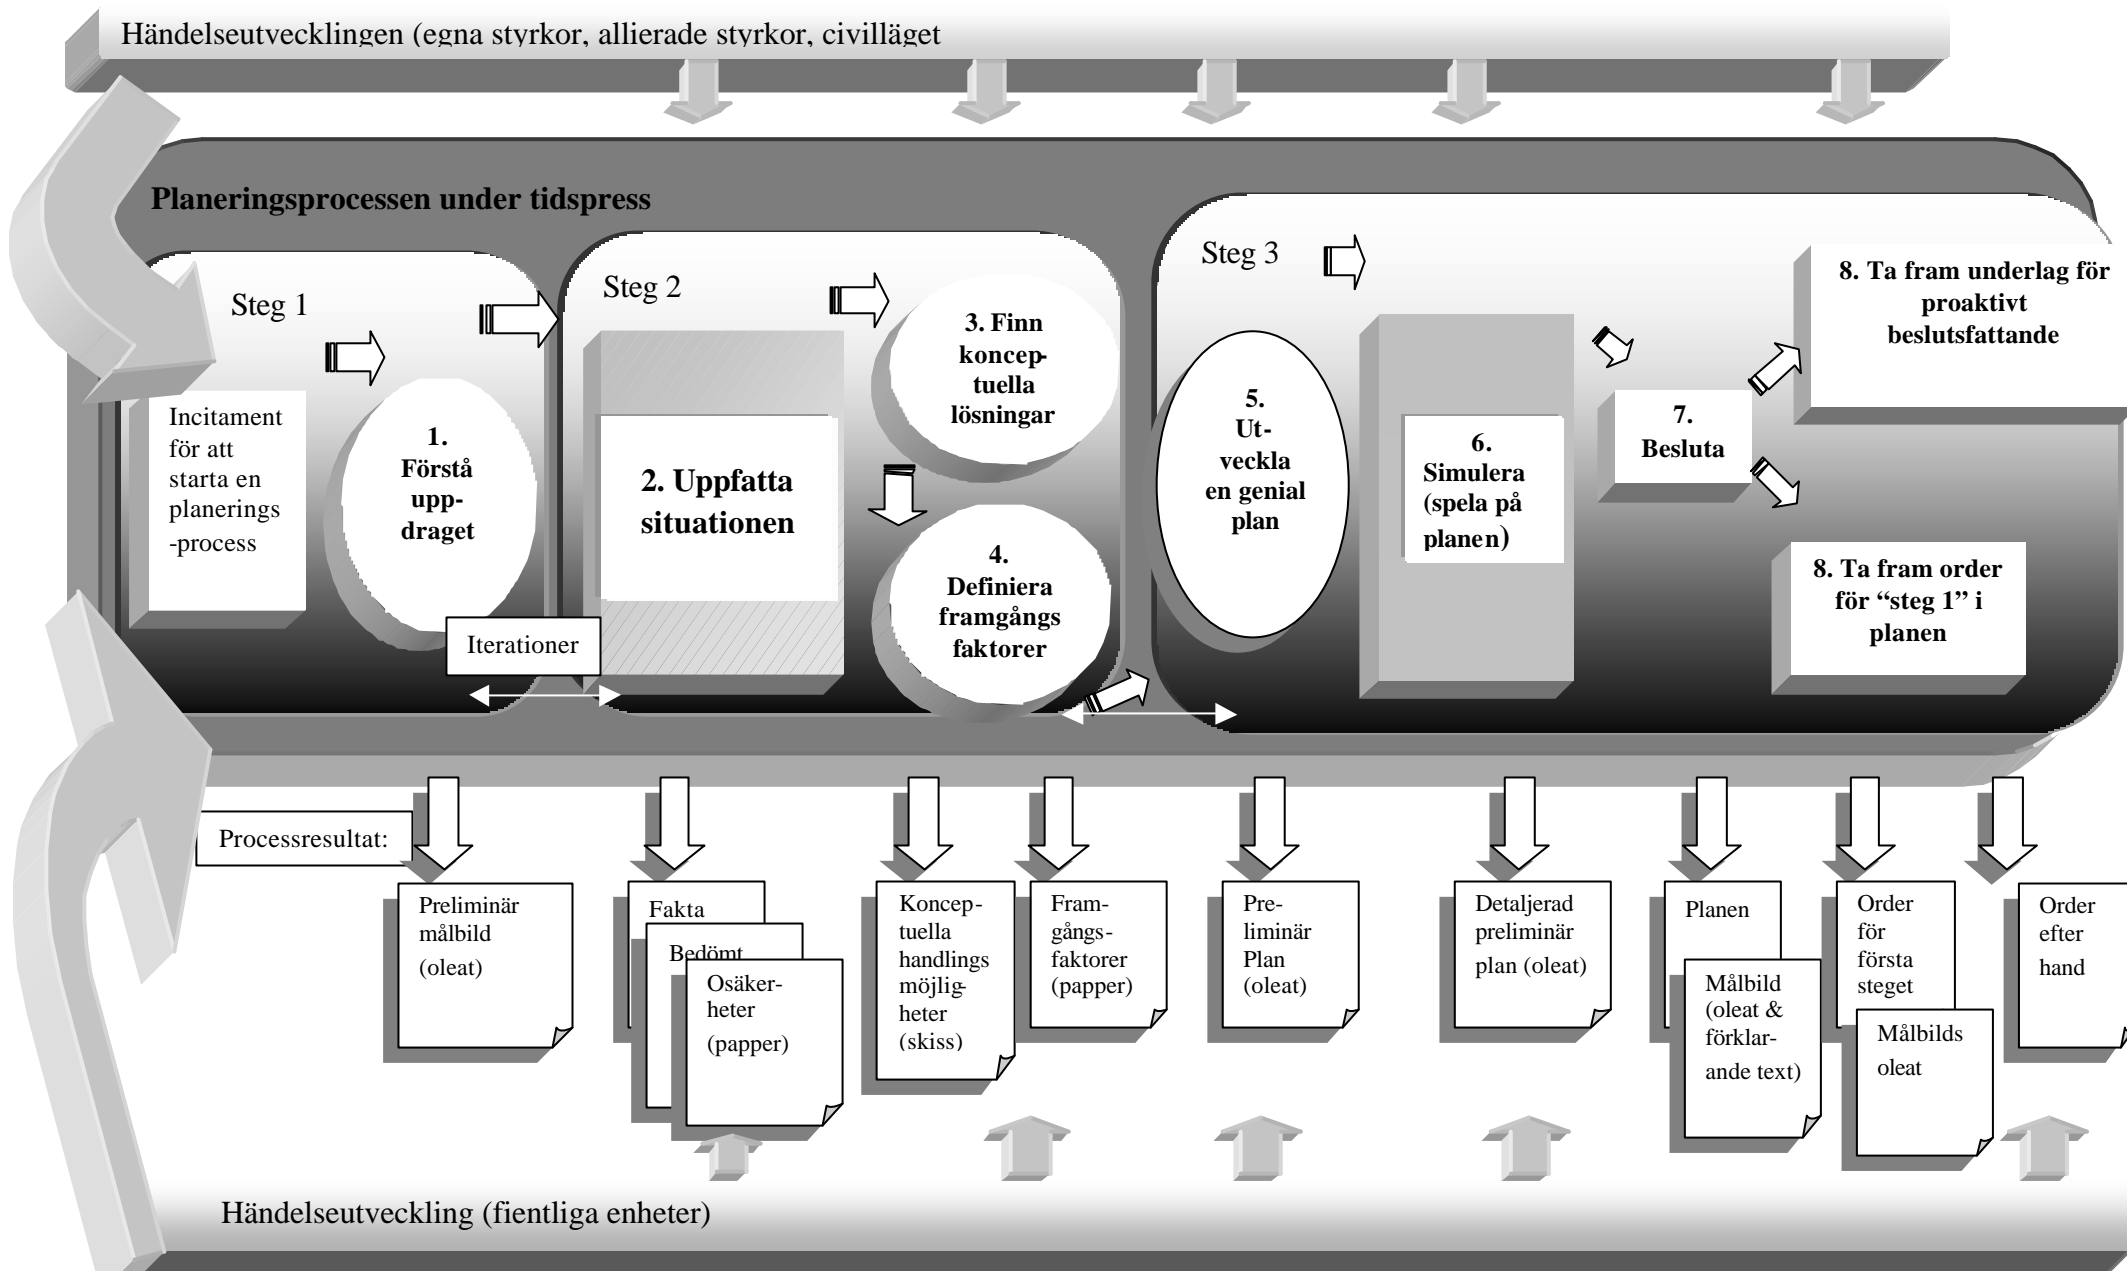 Händelseutvecklingen (egna styrkor, allierade styrkor, civilläget
Planeringsprocessen under tidspress
Steg 1
Incitament
för att
starta en
planerings
-process
1.
Förstå
upp-
draget
Iterationer
Steg 2
2. Uppfatta
situationen
3. Finn
koncep-
tuella
lösningar
4.
Definiera
framgångs
faktorer
Steg 3
5.
Ut-
veckla
en genial
plan
6.
Simulera
(spela på
planen)
7.
Besluta
8. Ta fram underlag för
proaktivt
beslutsfattande
8. Ta fram order
för “steg 1” i
planen
Processresultat:
Preliminär
målbild
(oleat)
Fakta
Bedömt
Osäker-
heter
(papper)
Koncep-
tuella
handlings
möjlig-
heter
(skiss)
Fram-
gångs-
faktorer
(papper)
Pre-
liminär
Plan
(oleat)
Detaljerad
preliminär
plan (oleat)
Planen
Målbild
(oleat &
förklar-
ande text)
Order
för
första
steget
Målbilds
oleat
Order
efter
hand
Händelseutveckling (fientliga enheter)